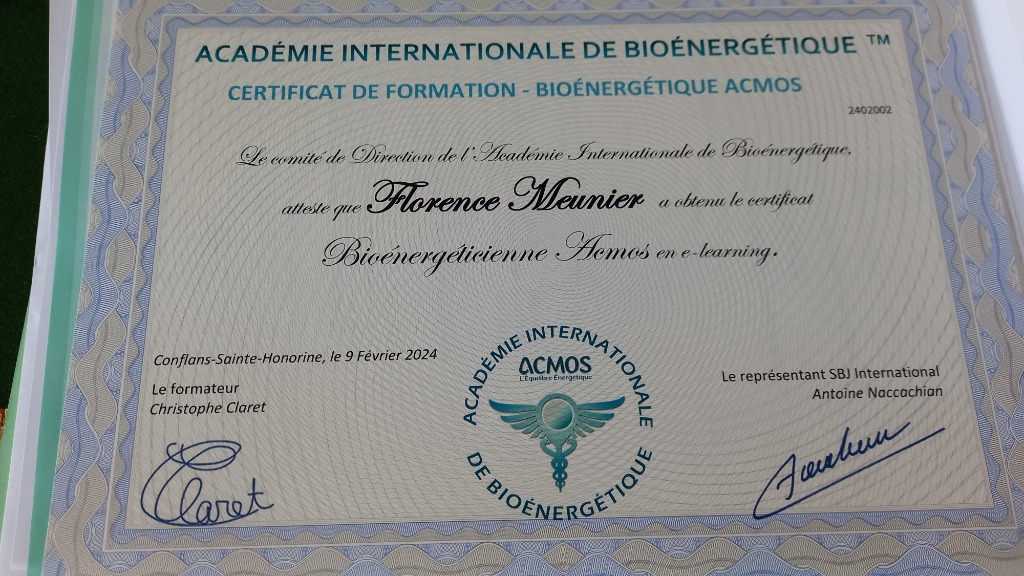 ACADÉMIE INTERNATIONALE DE BIOÉNERGÉTIQUE ™
CERTIFICAT DE FORMATION - BIOÉNERGÉTIQUE ACMOS
2402002
Le comité de Direction de l'Académie Internationale de Bioénergétique.
atteste que Florence Meunier a obtenu le certificat
Bioénergéticienne Acmos en e-learning.
Conflans-Sainte-Honorine, le 9 Février 2024
Le formateur
Christophe Claret
Claret
ACADÉMIE INTERNATIONALE
ACMOS
L'Équilibre Énergétique
DE BIOÉNERGÉTIQUE
Le représentant SBJ International
Antoine Naccachian